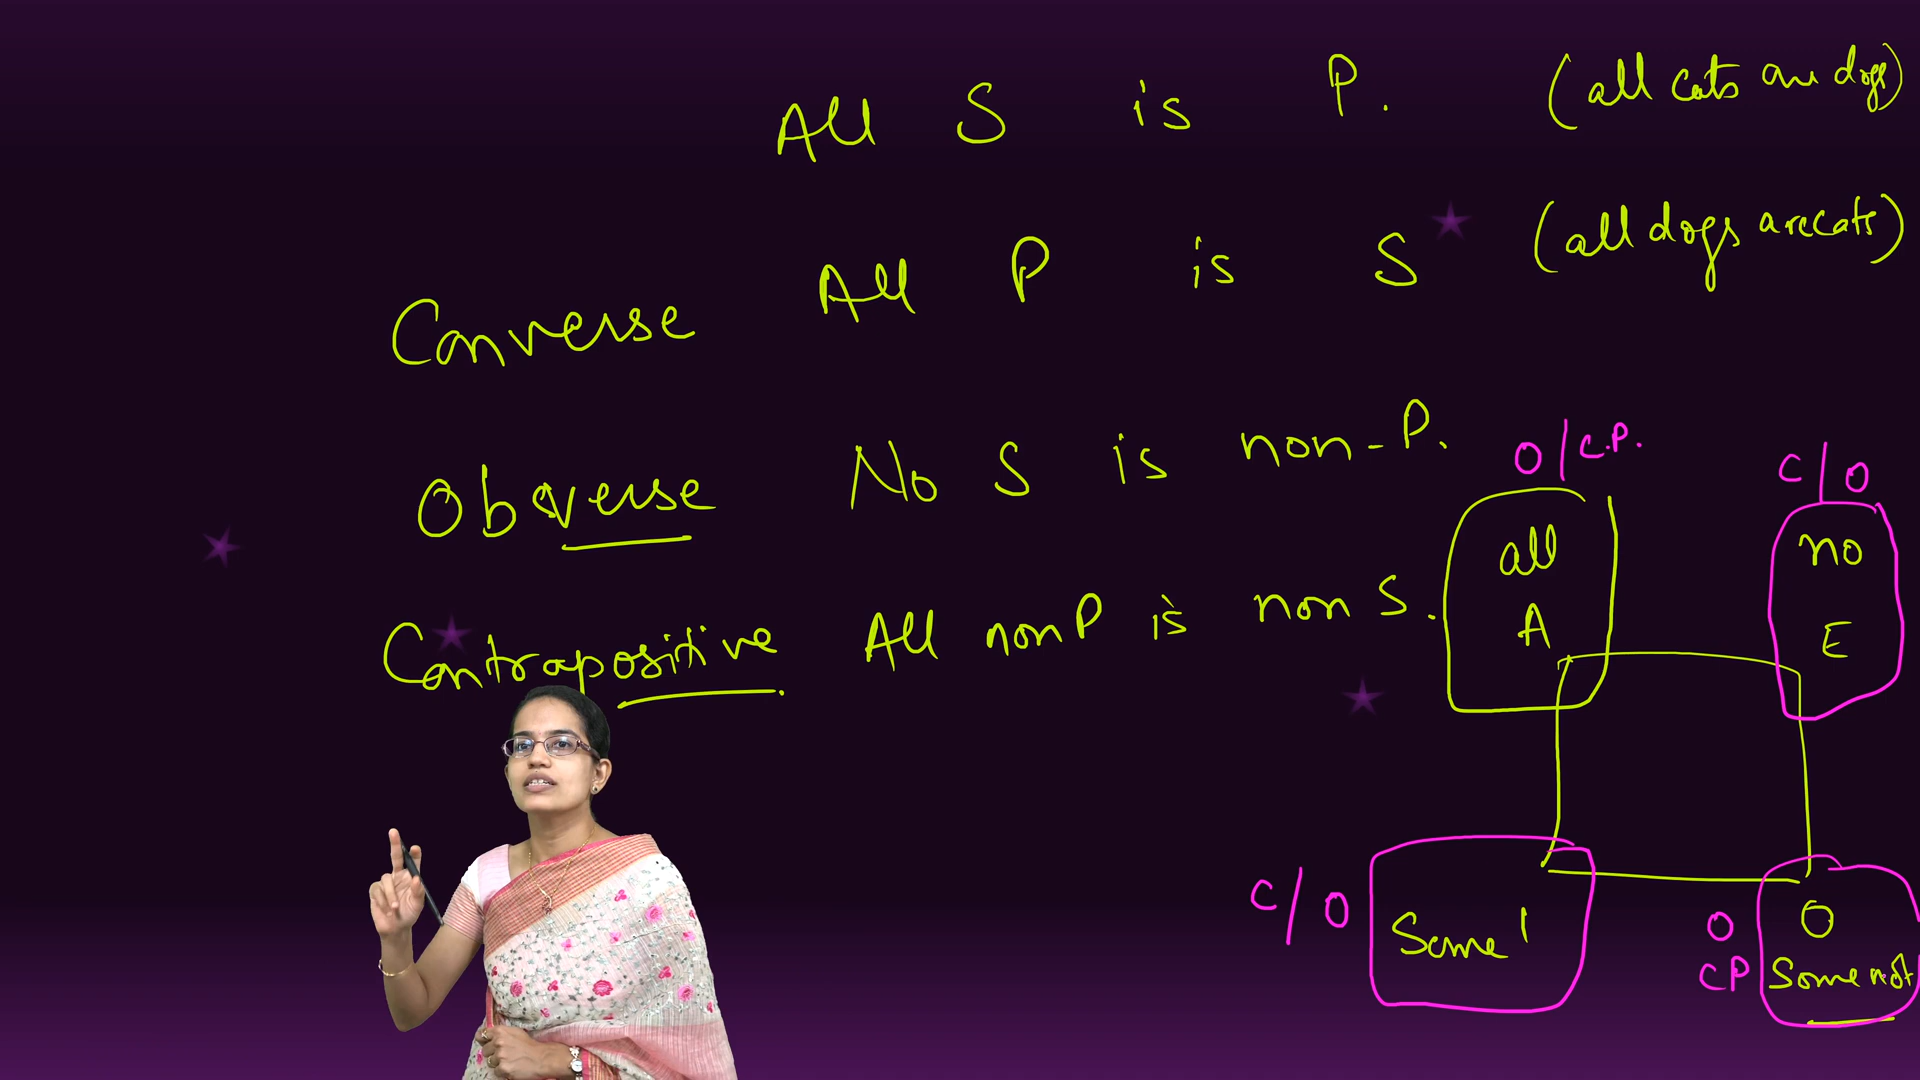 All S is P. (all cats are dogs)
Converse All P is S (all dogs are cats)
Obverse No S is non-P.
Contrapositive All non P is non S.
O/C.P. C/O
all no
A E
C/O Some I O O
CP Some not